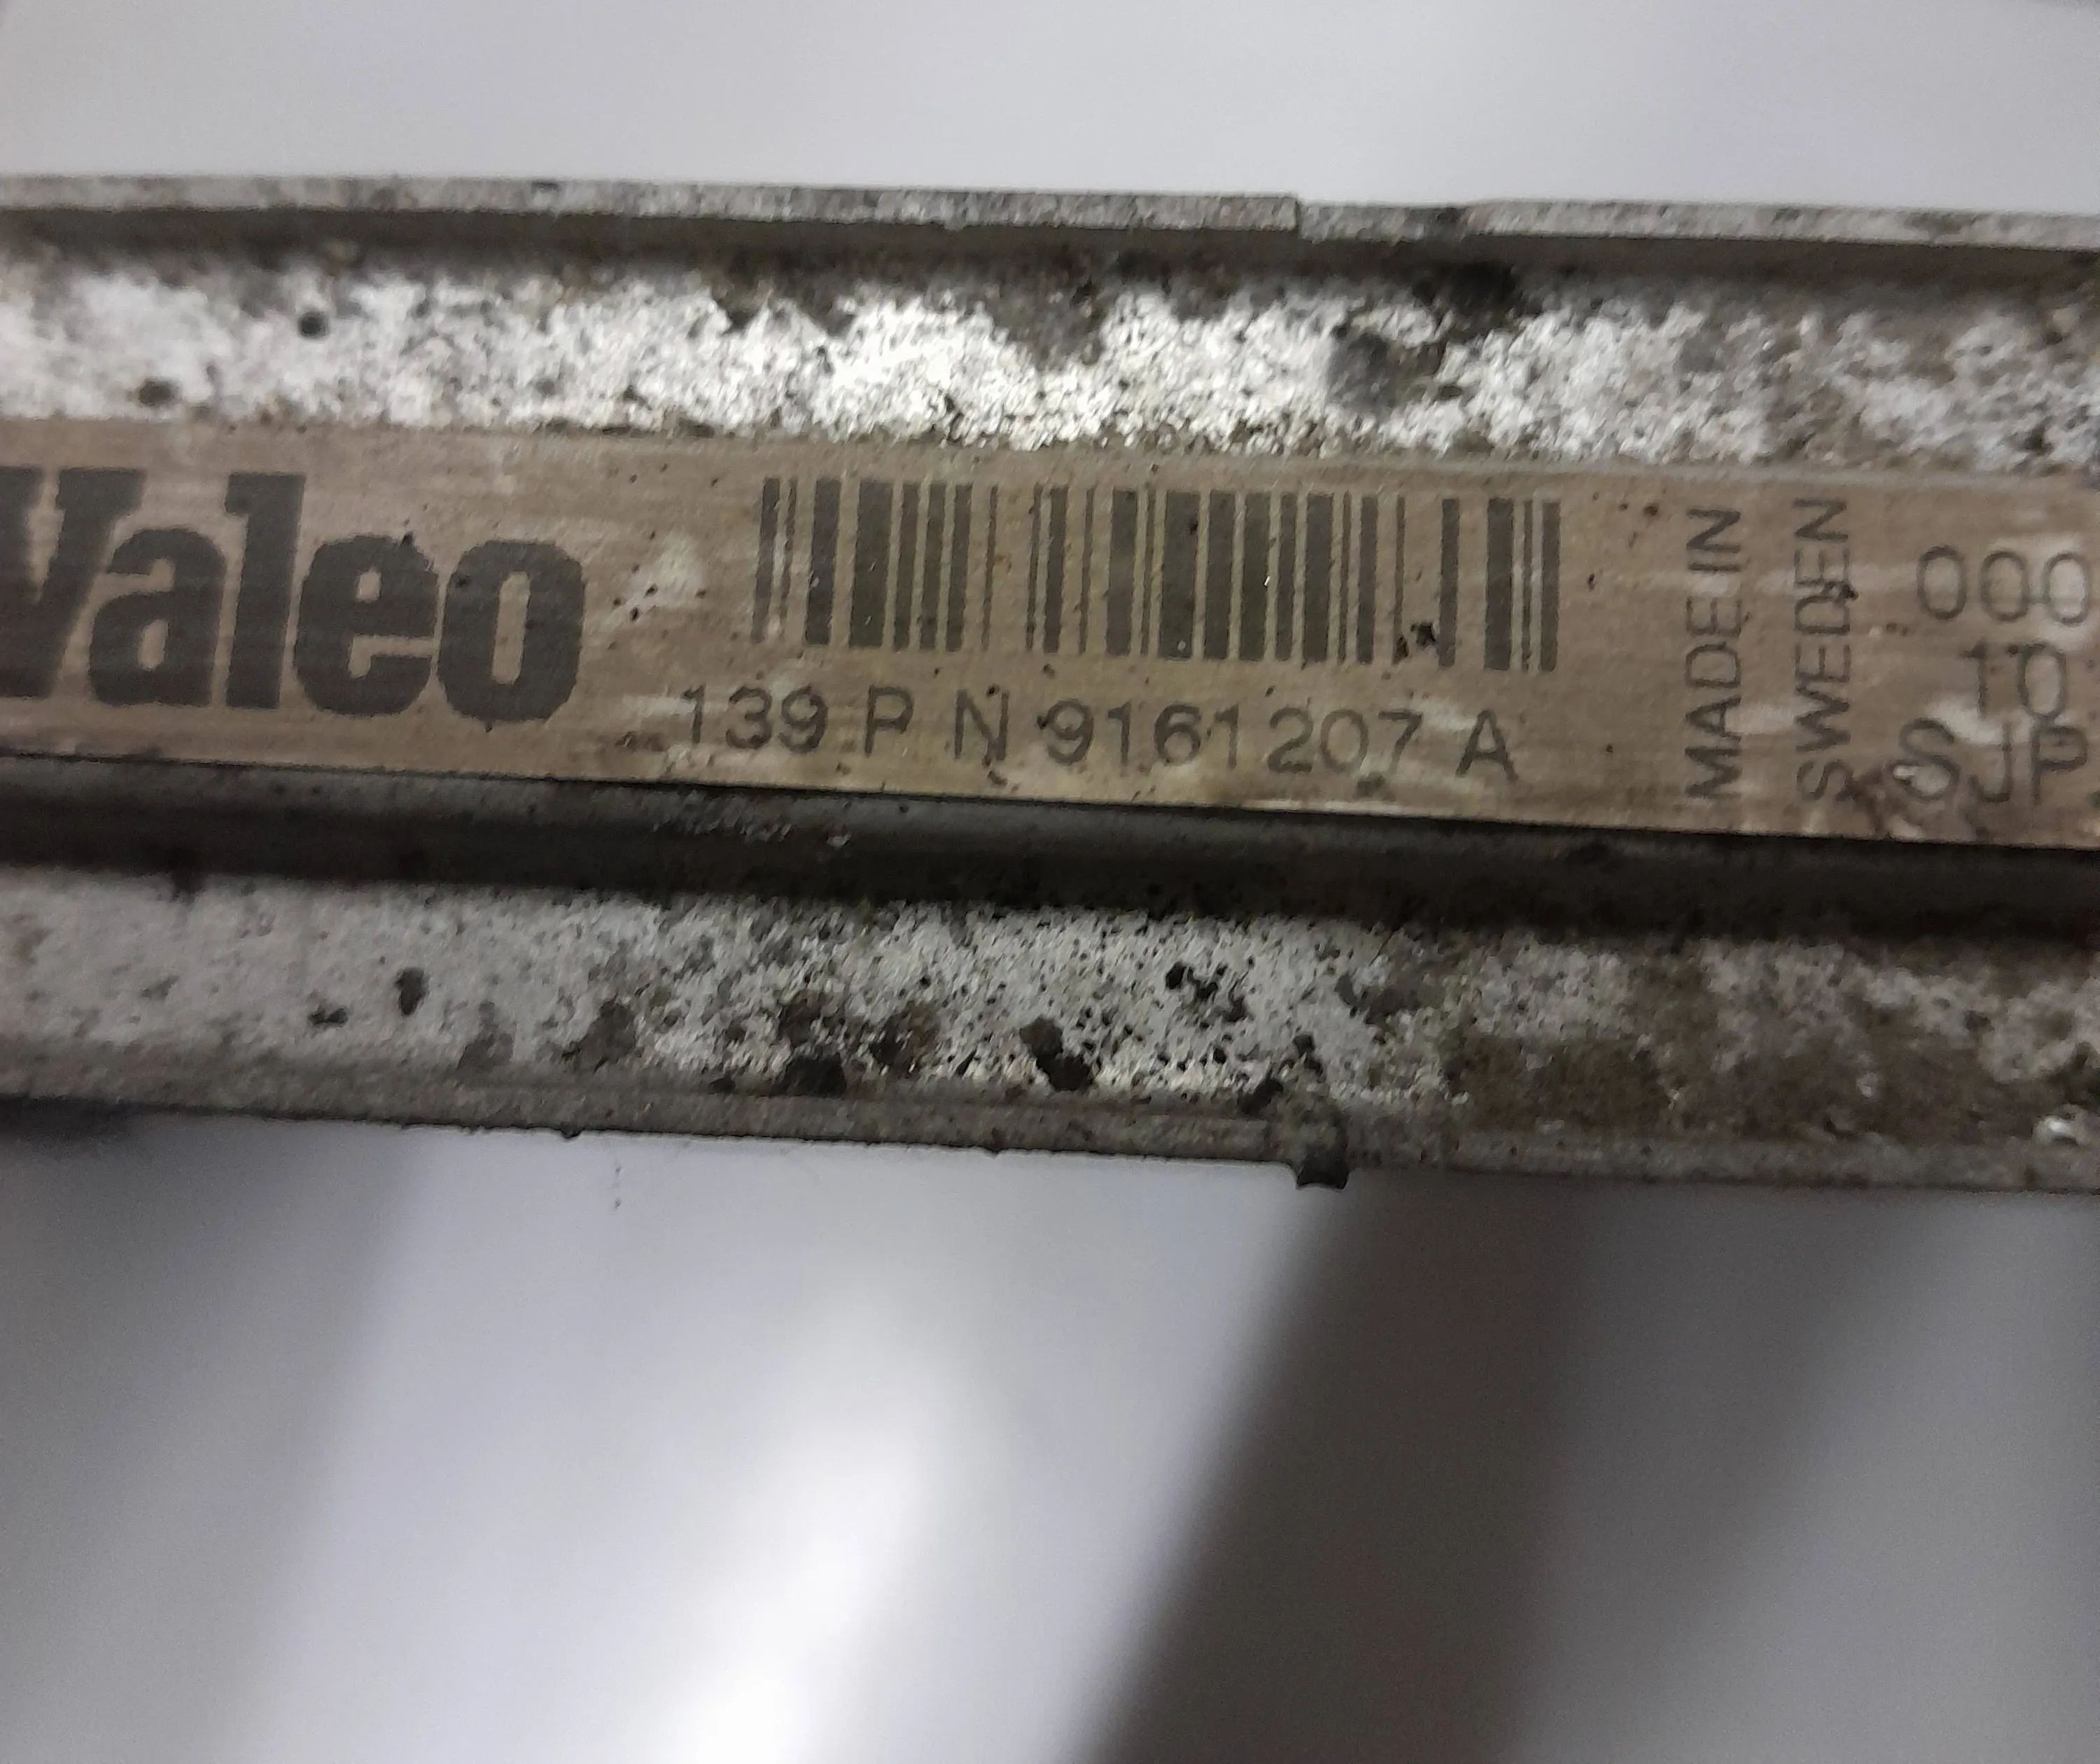 Valeo
139 P N 9161207 A
MADE IN
SWEDEN
000
10
SJP